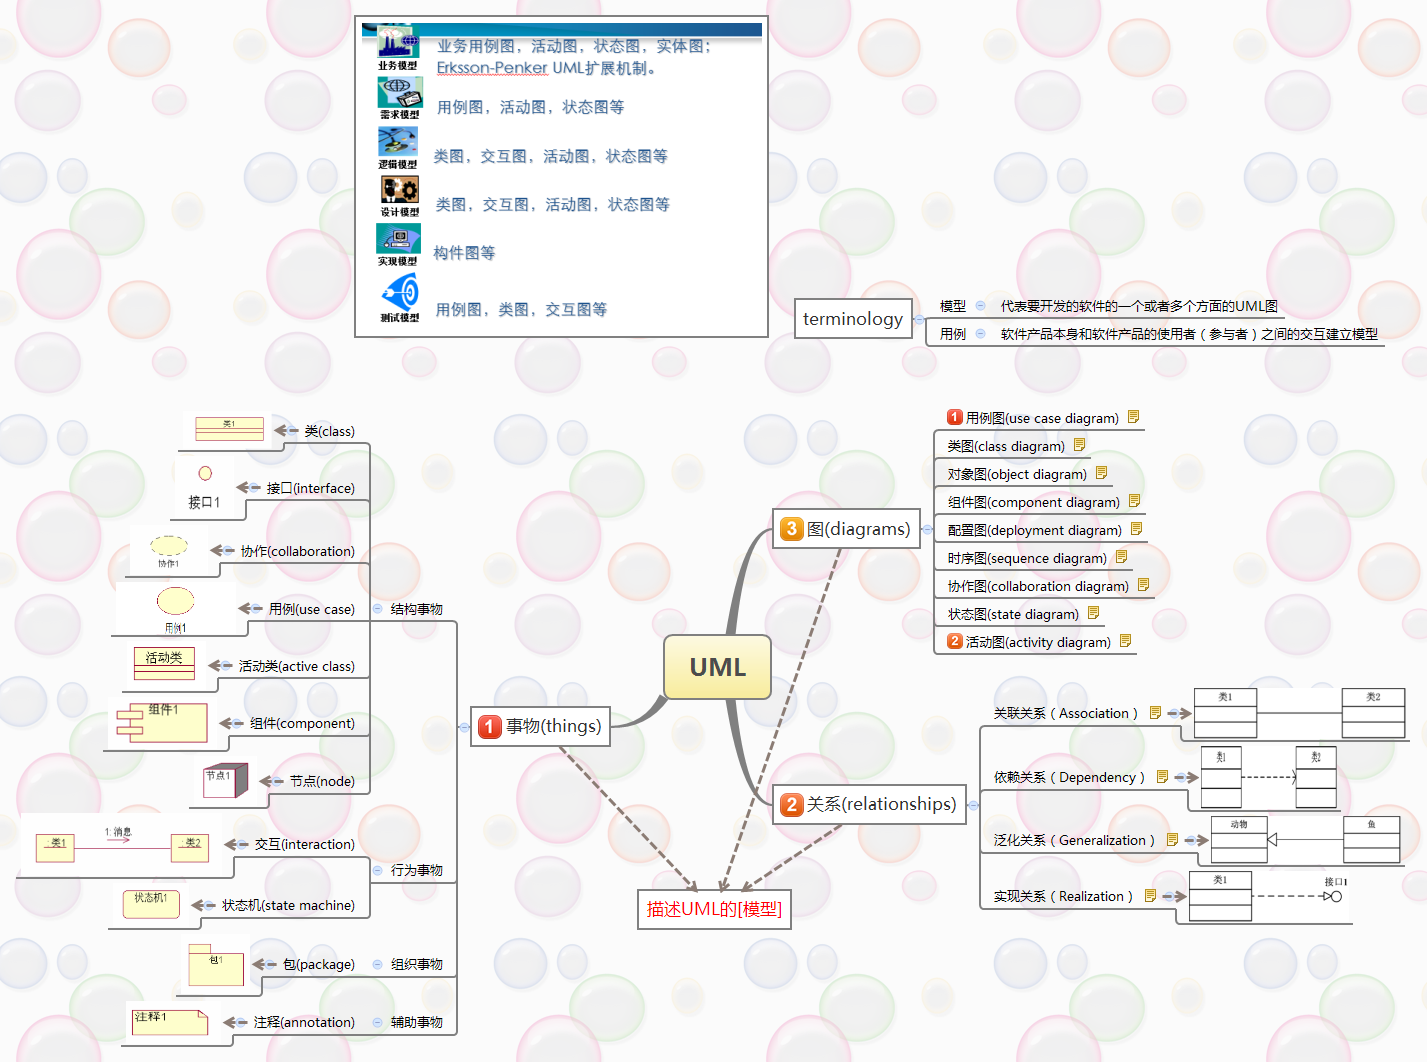 业务模型
业务用例图，活动图，状态图，实体图；
Erksson-Penker UML扩展机制。
需求模型
用例图，活动图，状态图等
逻辑模型
类图，交互图，活动图，状态图等
设计模型
类图，交互图，活动图，状态图等
实现模型
构件图等
测试模型
用例图，类图，交互图等
terminology
模型
代表要开发的软件的一个或者多个方面的UML图
用例
软件产品本身和软件产品的使用者（参与者）之间的交互建立模型
UML
1 事物(things)
结构事物
类(class)
类1
接口(interface)
接口1
协作(collaboration)
协作1
用例(use case)
用例1
活动类(active class)
活动类
组件(component)
组件1
节点(node)
节点1
行为事物
交互(interaction)
: 类1
1: 消息
: 类2
状态机(state machine)
状态机1
组织事物
包(package)
包1
辅助事物
注释(annotation)
注释1
3 图(diagrams)
1 用例图(use case diagram)
类图(class diagram)
对象图(object diagram)
组件图(component diagram)
配置图(deployment diagram)
时序图(sequence diagram)
协作图(collaboration diagram)
状态图(state diagram)
2 活动图(activity diagram)
2 关系(relationships)
关联关系（Association）
类1
类2
依赖关系（Dependency）
类1
类2
泛化关系（Generalization）
动物
鱼
实现关系（Realization）
类1
接口1
描述UML的[模型]